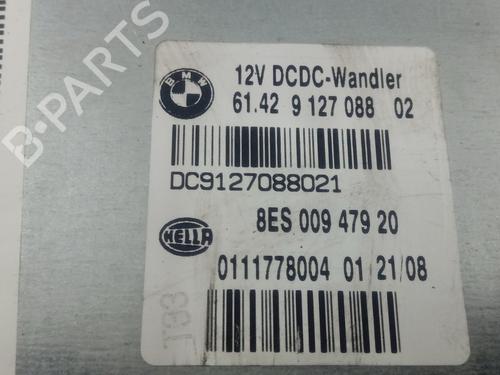 BMW
12V DCDC-Wandler
61.42 9 127 088 02
DC9127088021
HELLA
8ES 009 479 20
0111778004 01 21/08
B-PARTS